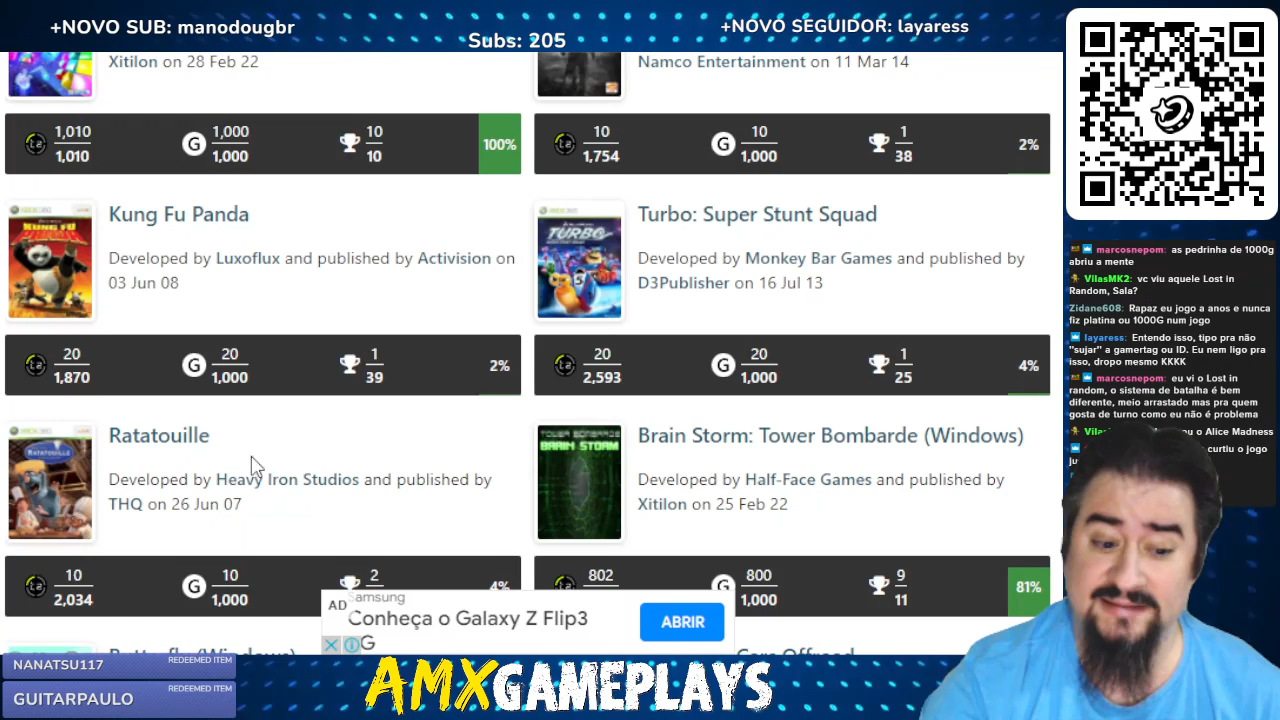 +NOVO SUB: manodougbr
Subs: 205
+NOVO SEGUIDOR: layaress
Xitilon on 28 Feb 22
Namco Entertainment on 11 Mar 14
1,010
1,010
G
1,000
1,000
10
10
100%
10
1,754
G
10
1,000
1
38
2%
Kung Fu Panda
Developed by Luxoflux and published by Activision on
03 Jun 08
Turbo: Super Stunt Squad
Developed by Monkey Bar Games and published by
D3Publisher on 16 Jul 13
20
1,870
G
20
1,000
1
39
2%
20
2,593
G
20
1,000
1
25
4%
Ratatouille
Developed by Heavy Iron Studios and published by
THQ on 26 Jun 07
Brain Storm: Tower Bombarde (Windows)
Developed by Half-Face Games and published by
Xitilon on 25 Feb 22
10
2,034
G
10
1,000
2
4%
802
1,010
G
800
1,000
9
11
81%
AD
Samsung
Conheça o Galaxy Z Flip3
G
ABRIR
marcosnepom: as pedrinha de 1000g
abriu a mente
VilasMK2: vc viu aquele Lost in
Random, Sala?
Zidane608: Rapaz eu jogo a anos e nunca
fiz platina ou 1000G num jogo
layaress: Entendo isso, tipo pra não
"sujar" a gamertag ou ID. Eu nem ligo pra
isso, dropo mesmo KKKK
marcosnepom: eu vi o Lost in
random, o sistema de batalha é bem
diferente, meio arrastado mas pra quem
gosta de turno como eu não é problema
o Alice Madness
curtiu o jogo
NANATSU117
REDEEMED ITEM
GUITARPAULO
REDEEMED ITEM
AMXGAMEPLAYS